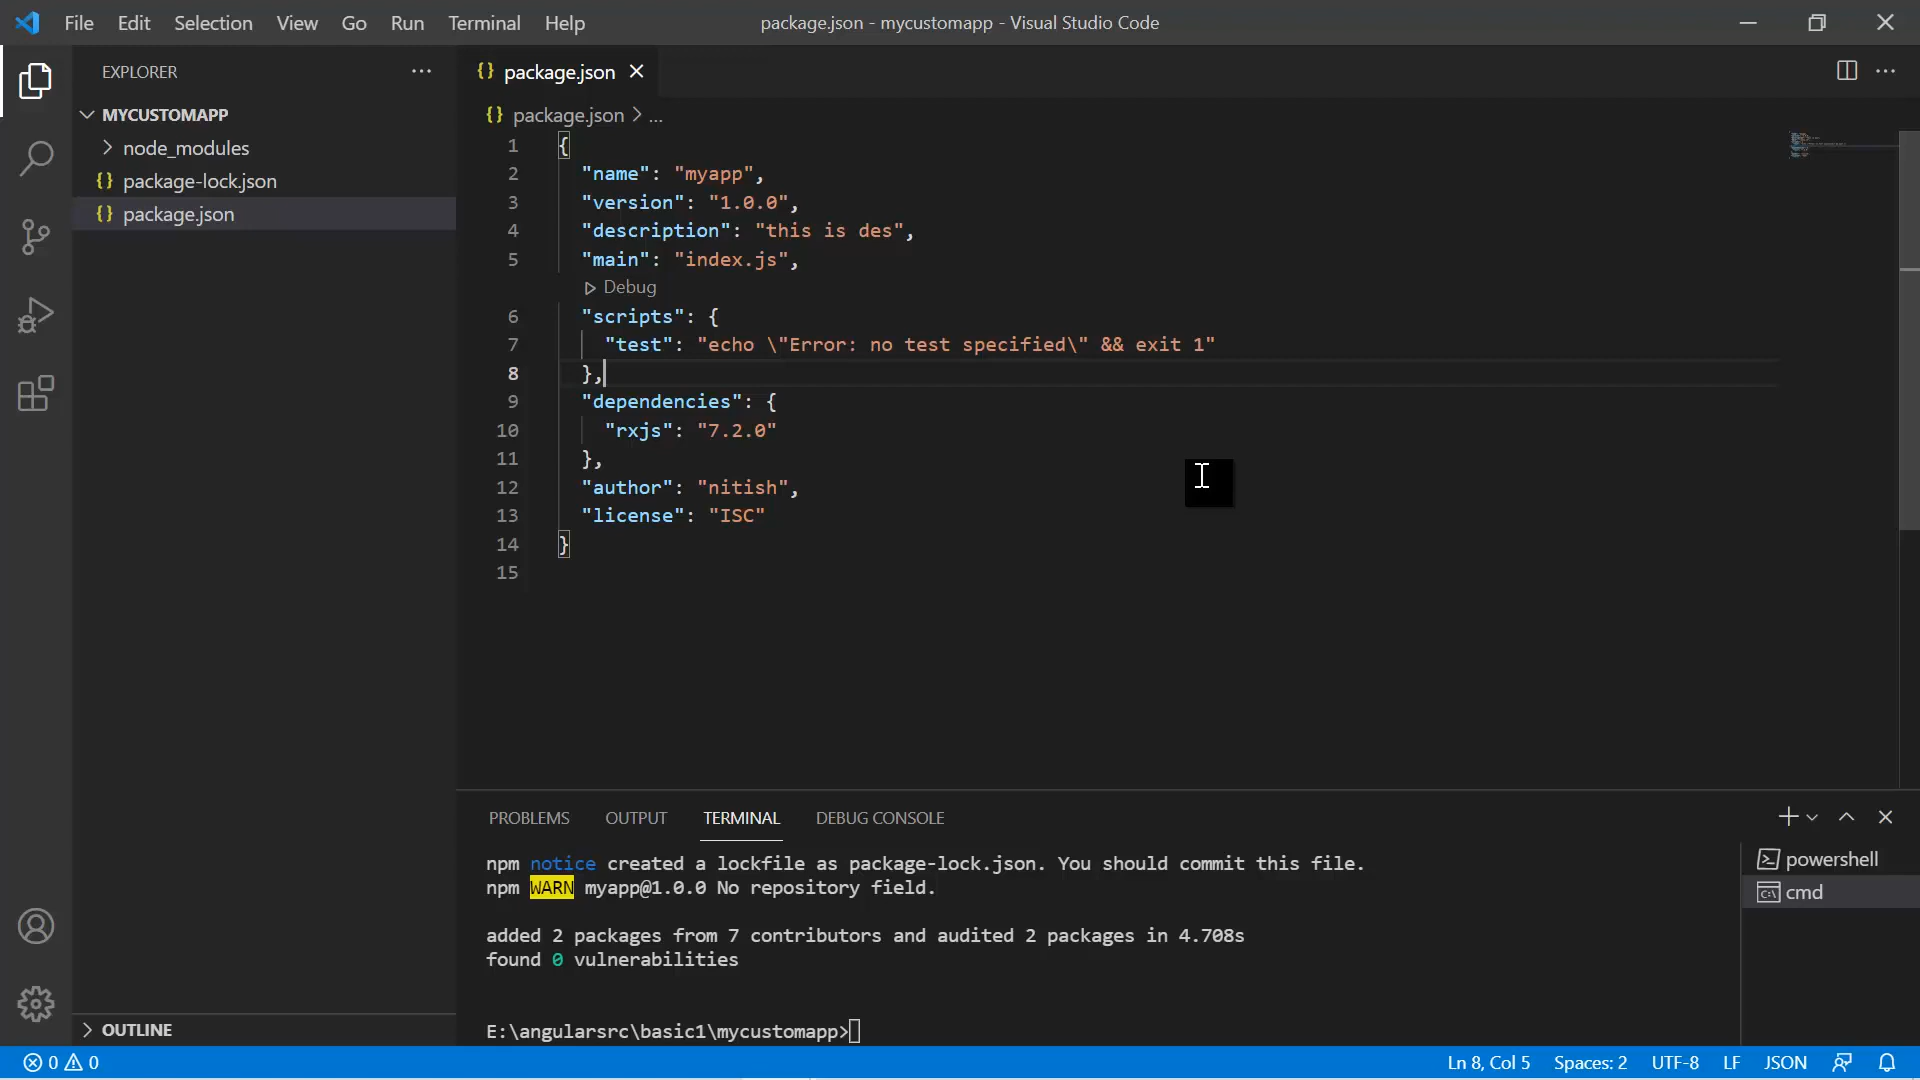 File Edit Selection View Go Run Terminal Help
package.json - mycustomapp - Visual Studio Code
EXPLORER
MYCUSTOMAPP
node_modules
package-lock.json
package.json
OUTLINE
package.json
package.json > ...
1 {
2 "name": "myapp",
3 "version": "1.0.0",
4 "description": "this is des",
5 "main": "index.js",
Debug
6 "scripts": {
7 "test": "echo \"Error: no test specified\" && exit 1"
8 },
9 "dependencies": {
10 "rxjs": "7.2.0"
11 },
12 "author": "nitish",
13 "license": "ISC"
14 }
15
PROBLEMS OUTPUT TERMINAL DEBUG CONSOLE
npm notice created a lockfile as package-lock.json. You should commit this file.
npm WARN myapp@1.0.0 No repository field.
added 2 packages from 7 contributors and audited 2 packages in 4.708s
found 0 vulnerabilities
E:\angularsrc\basic1\mycustomapp>
powershell
cmd
0 0
Ln 8, Col 5 Spaces: 2 UTF-8 LF JSON